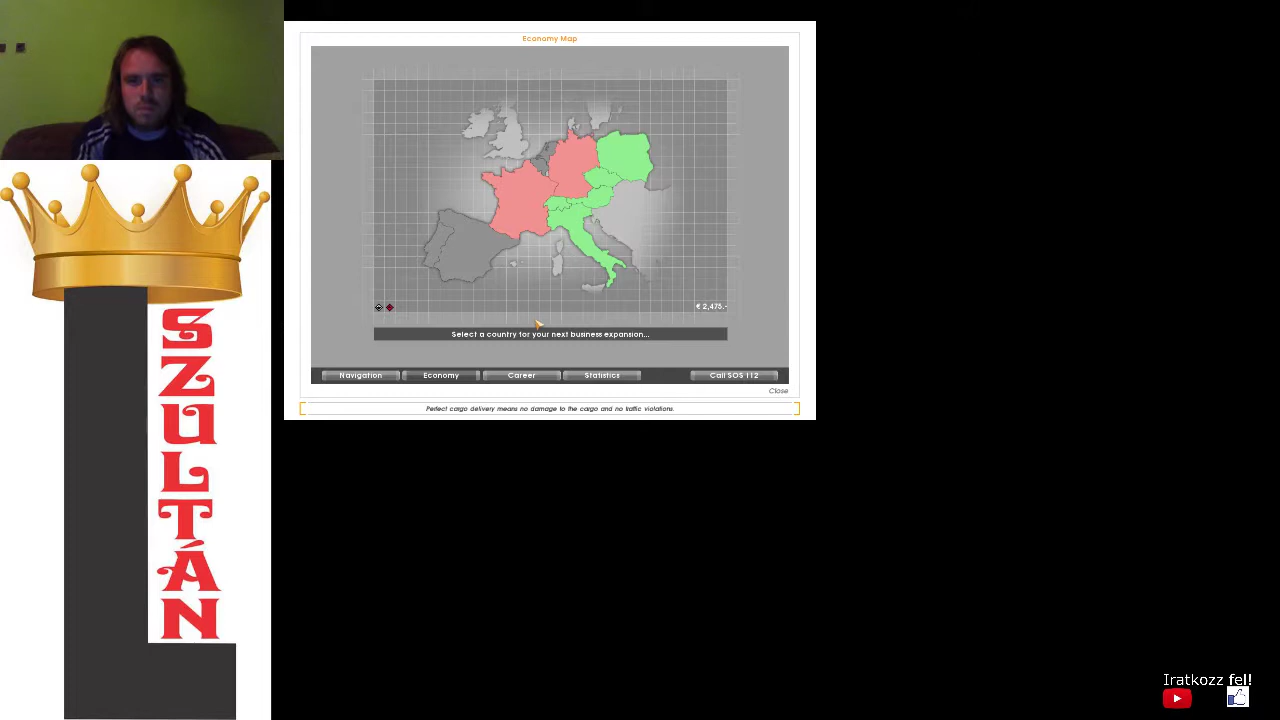 Economy Map
€ 2,475.-
Select a country for your next business expansion...
Navigation Economy Career Statistics Call SOS 112
Close
Perfect cargo delivery means no damage to the cargo and no traffic violations.
L
SZULTÁN
Iratkozz fel!